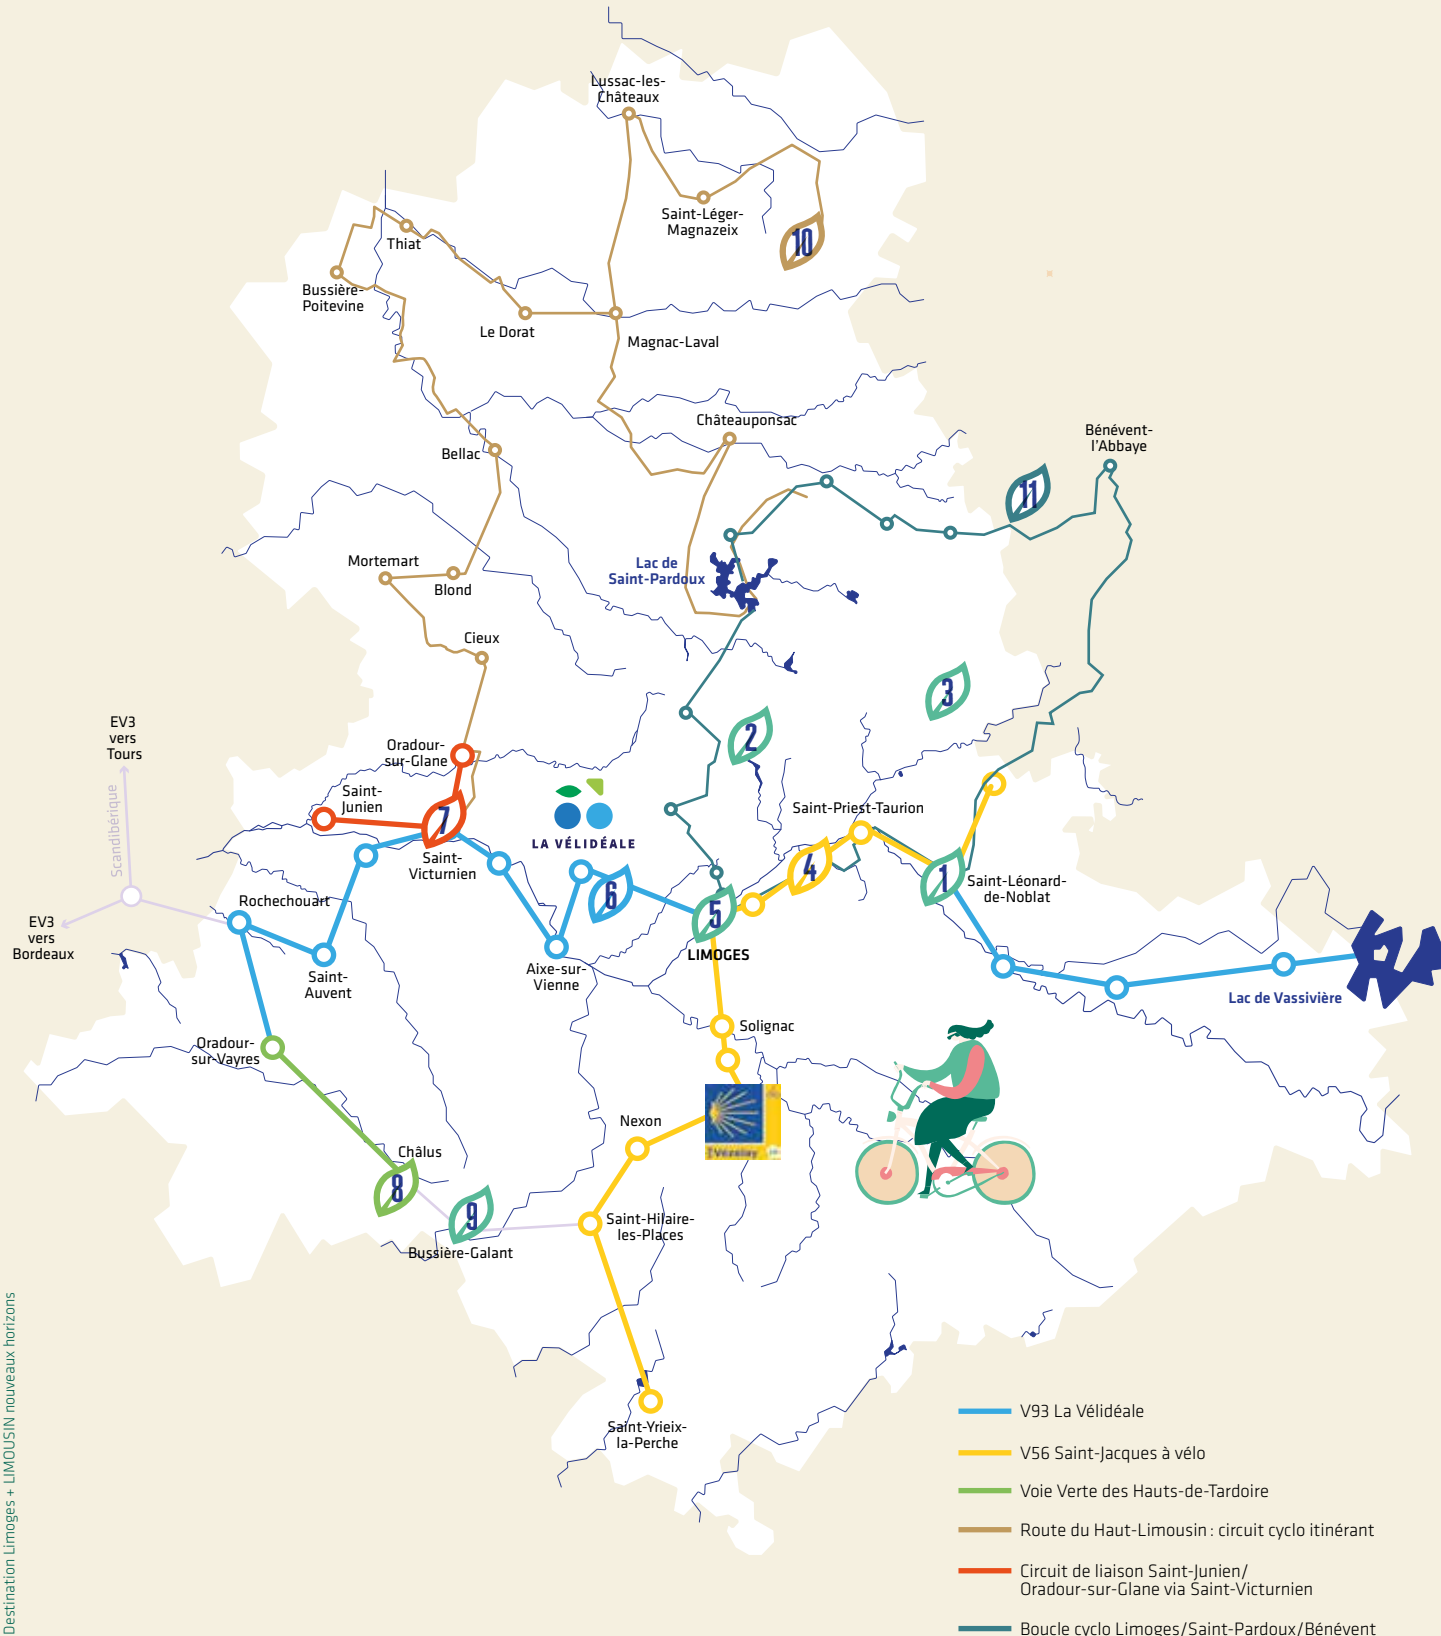 Lussac-les-
Châteaux
Saint-Léger-
Magnazeix
10
Thiat
Bussière-
Poitevine
Le Dorat
Magnac-Laval
Châteauponsac
Bénévent-
l'Abbaye
Bellac
11
Mortemart
Blond
Lac de
Saint-Pardoux
Cieux
3
2
EV3
vers
Tours
Oradour-
sur-Glane
Scandibérique
Saint-
Junien
7
LA VÉLIDÉALE
Saint-Priest-Taurion
Saint-
Victurnien
4
1
Saint-Léonard-
de-Noblat
6
5
Rochechouart
EV3
vers
Bordeaux
LIMOGES
Saint-
Auvent
Aixe-sur-
Vienne
Lac de Vassivière
Solignac
Oradour-
sur-Vayres
Nexon
Vézelay
Châlus
8
9
Saint-Hilaire-
les-Places
Bussière-Galant
Saint-Yrieix-
la-Perche
Destination Limoges + LIMOUSIN nouveaux horizons
V93 La Vélidéale
V56 Saint-Jacques à vélo
Voie Verte des Hauts-de-Tardoire
Route du Haut-Limousin : circuit cyclo itinérant
Circuit de liaison Saint-Junien/
Oradour-sur-Glane via Saint-Victurnien
Boucle cyclo Limoges/Saint-Pardoux/Bénévent